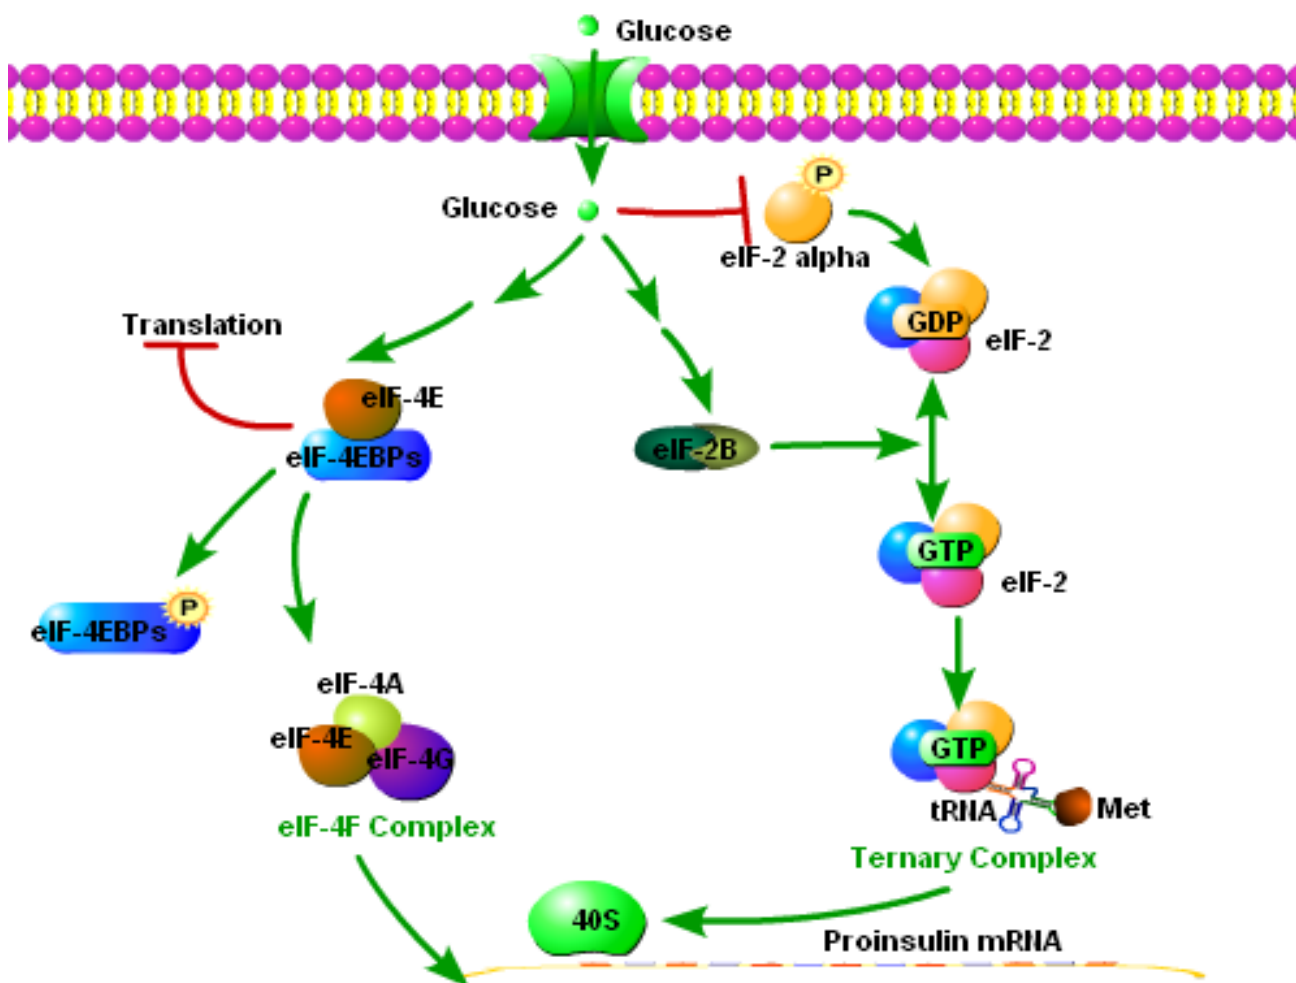 Glucose
P
Glucose
eIF-2 alpha
GDP
eIF-2
Translation
eIF-4E
eIF-4EBPs
eIF-2B
GTP
eIF-2
P
eIF-4EBPs
eIF-4A
eIF-4E
eIF-4G
eIF-4F Complex
GTP
tRNA
Met
Ternary Complex
40S
Proinsulin mRNA